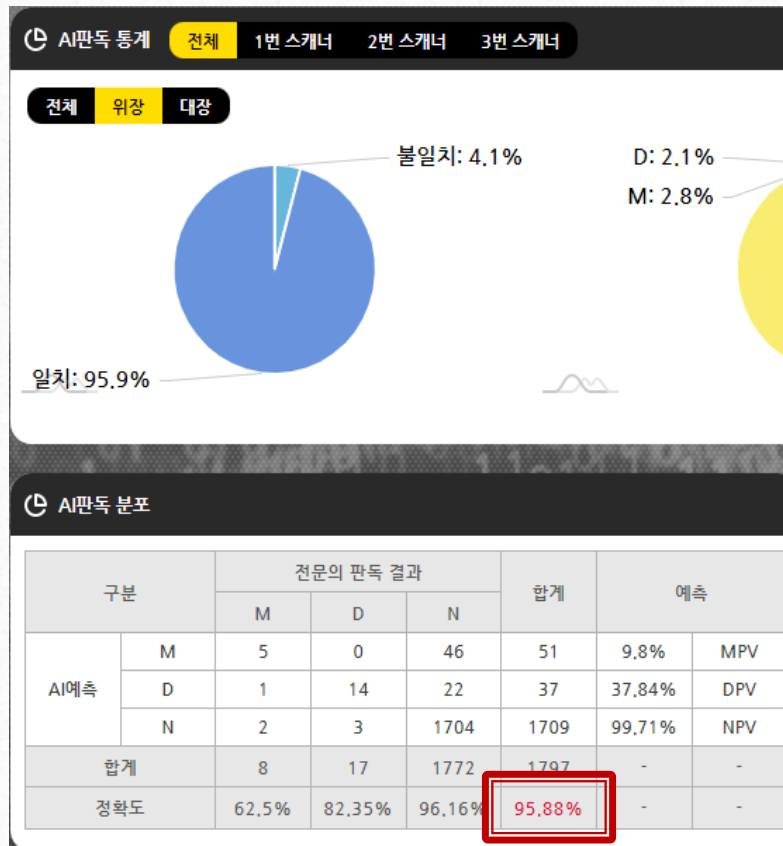 AI판독 통계 전체 1번 스캐너 2번 스캐너 3번 스캐너
전체 위장 대장
불일치: 4.1%
일치: 95.9%
D: 2.1%
M: 2.8%
AI판독 분포
구분 전문의 판독 결과 합계 예측
M D N
AI예측 M 5 0 46 51 9.8% MPV
D 1 14 22 37 37.84% DPV
N 2 3 1704 1709 99.71% NPV
합계 8 17 1772 1797 - -
정확도 62.5% 82.35% 96.16% 95.88% - -